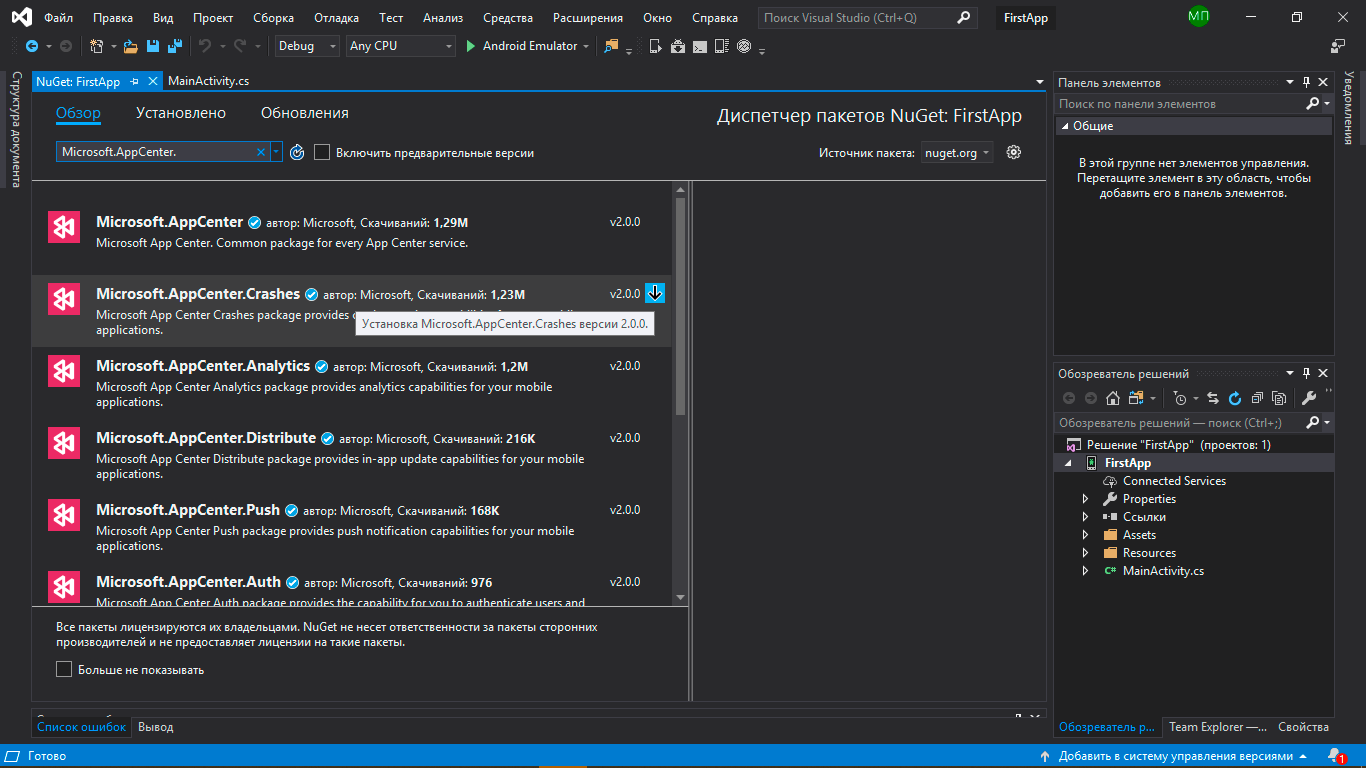 Файл Правка Вид Проект Сборка Отладка Тест Анализ Средства Расширения Окно Справка Поиск Visual Studio (Ctrl+Q) FirstApp МП
Debug Any CPU Android Emulator
NuGet: FirstApp MainActivity.cs
Структура документа
Обзор Установлено Обновления
Диспетчер пакетов NuGet: FirstApp
Microsoft.AppCenter. Включить предварительные версии
Источник пакета: nuget.org
Microsoft.AppCenter автор: Microsoft, Скачиваний: 1,29M v2.0.0
Microsoft App Center. Common package for every App Center service.
Microsoft.AppCenter.Crashes автор: Microsoft, Скачиваний: 1,23M v2.0.0
Microsoft App Center Crashes package provides
applications.
Установка Microsoft.AppCenter.Crashes версии 2.0.0.
Microsoft.AppCenter.Analytics автор: Microsoft, Скачиваний: 1,2M v2.0.0
Microsoft App Center Analytics package provides analytics capabilities for your mobile
applications.
Microsoft.AppCenter.Distribute автор: Microsoft, Скачиваний: 216K v2.0.0
Microsoft App Center Distribute package provides in-app update capabilities for your mobile
applications.
Microsoft.AppCenter.Push автор: Microsoft, Скачиваний: 168K v2.0.0
Microsoft App Center Push package provides push notification capabilities for your mobile
applications.
Microsoft.AppCenter.Auth автор: Microsoft, Скачиваний: 976 v2.0.0
Microsoft App Center Auth package provides the capability for you to authenticate users and
Все пакеты лицензируются их владельцами. NuGet не несет ответственности за пакеты сторонних
производителей и не предоставляет лицензии на такие пакеты.
Больше не показывать
Список ошибок Вывод
Панель элементов
Поиск по панели элементов
Общие
В этой группе нет элементов управления.
Перетащите элемент в эту область, чтобы
добавить его в панель элементов.
Уведомления
Обозреватель решений
Обозреватель решений — поиск (Ctrl+;)
Решение "FirstApp" (проектов: 1)
FirstApp
Connected Services
Properties
Ссылки
Assets
Resources
C# MainActivity.cs
Обозреватель р... Team Explorer —... Свойства
Готово
Добавить в систему управления версиями 1